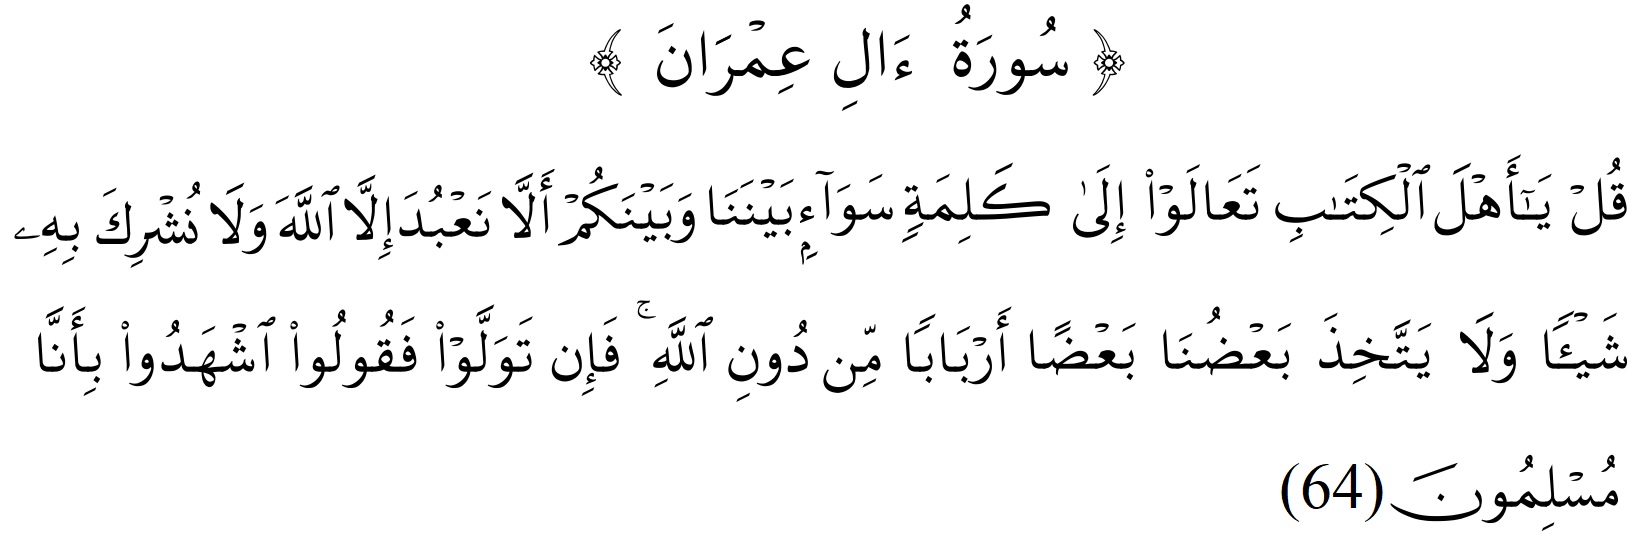 ﴿ سُورَةُ ءَالِ عِمْرَانَ ﴾
قُلْ يَـٰٓأَهْلَ ٱلْكِتَـٰبِ تَعَالَوْا۟ إِلَىٰ كَلِمَةٍ سَوَآءٍۭ بَيْنَنَا وَبَيْنَكُمْ أَلَّا نَعْبُدَ إِلَّا ٱللَّهَ وَلَا نُشْرِكَ بِهِۦ
شَيْـًٔا وَلَا يَتَّخِذَ بَعْضُنَا بَعْضًا أَرْبَابًا مِّن دُونِ ٱللَّهِ ۚ فَإِن تَوَلَّوْا۟ فَقُولُوا۟ ٱشْهَدُوا۟ بِأَنَّا
مُسْلِمُونَ (64)